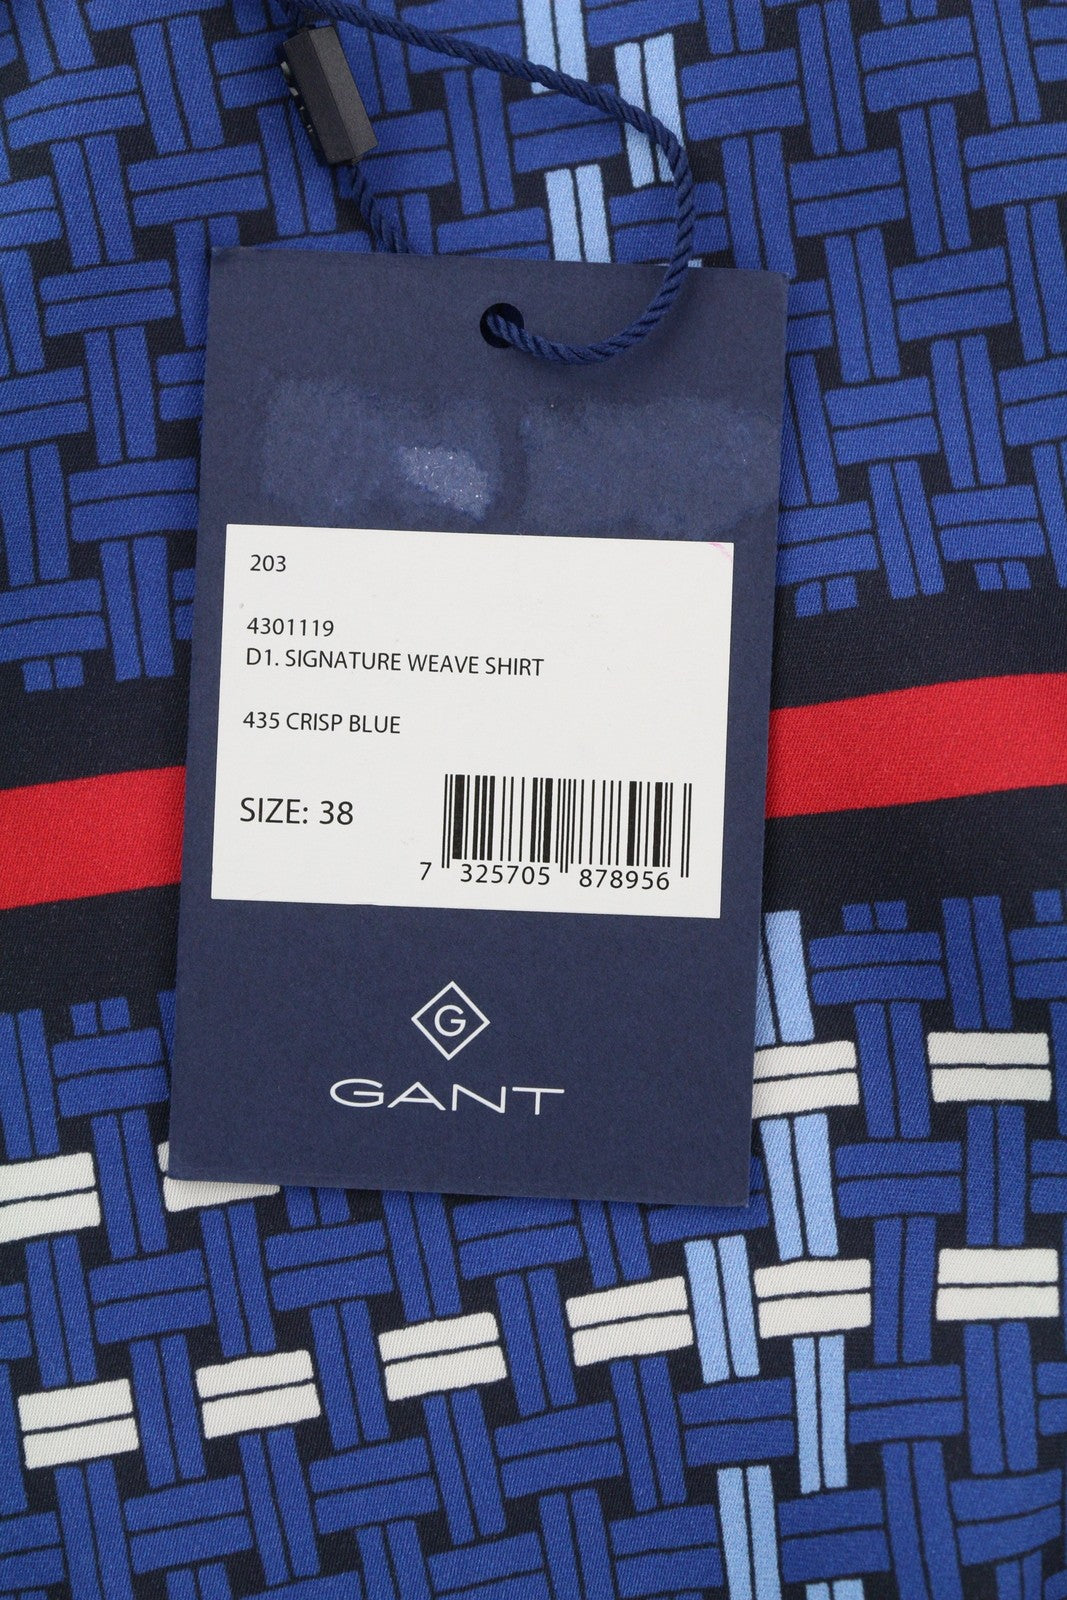 203
4301119
D1. SIGNATURE WEAVE SHIRT
435 CRISP BLUE
SIZE: 38
7 325705 878956
G
GANT